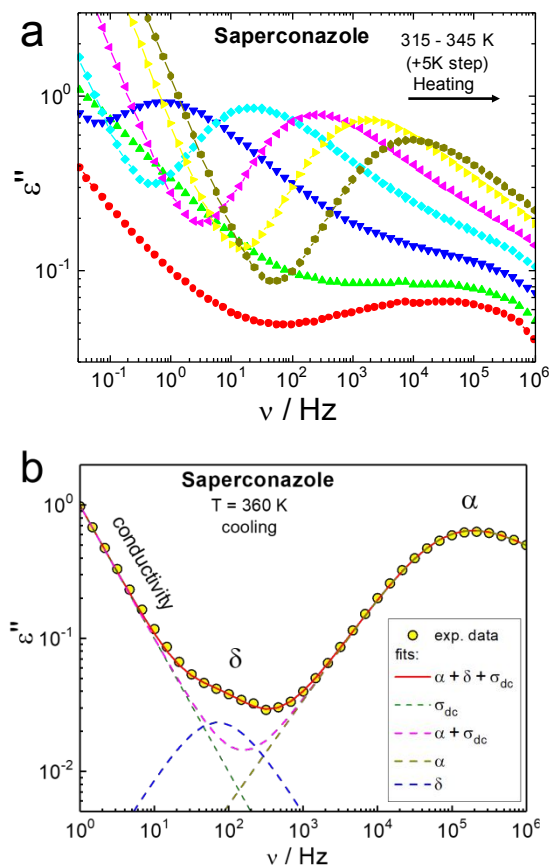 a
Saperconazole
315 - 345 K
(+5K step)
Heating
10⁰
10⁻¹
ε''
10⁻¹ 10⁰ 10¹ 10² 10³ 10⁴ 10⁵ 10⁶
ν / Hz
b
Saperconazole
T = 360 K
cooling
α
conductivity
δ
10⁰
10⁻¹
10⁻²
ε''
exp. data
fits:
α + δ + σdc
σdc
α + σdc
α
δ
10⁰ 10¹ 10² 10³ 10⁴ 10⁵ 10⁶
ν / Hz